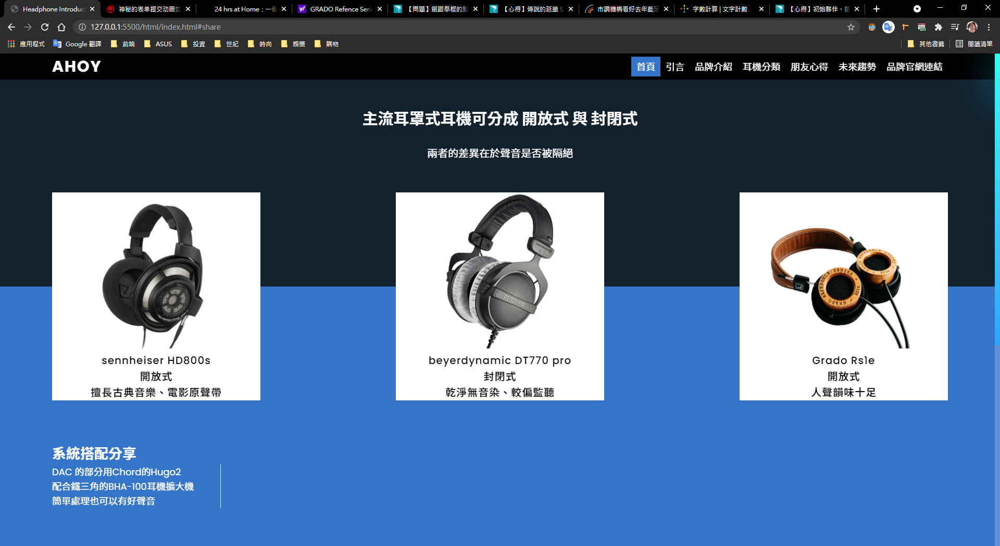 Headphone Introduc
神秘的表单提交动画效
24 hrs at Home：一個
GRADO Refence Seri
【問題】劍跟拳棍的點
【心得】傳說的延續 S
市調機構看好去年藍牙
字數計算 | 文字計數
【心得】初始夥伴、
127.0.0.1:5500/html/index.html#share
應用程式
Google 翻譯
前端
ASUS
投資
世紀
時尚
娛樂
購物
其他書籤
閱讀清單
AHOY
首頁
引言
品牌介紹
耳機分類
朋友心得
未來趨勢
品牌官網連結
主流耳罩式耳機可分成 開放式 與 封閉式
兩者的差異在於聲音是否被隔絕
DT 770 PRO
GRADO
REFERENCE SERIES
RS1e
sennheiser HD800s
開放式
擅長古典音樂、電影原聲帶
beyerdynamic DT770 pro
封閉式
乾淨無音染、較偏監聽
Grado Rs1e
開放式
人聲韻味十足
系統搭配分享
DAC 的部分用Chord的Hugo2
配合鐵三角的BHA-100耳機擴大機
簡單處理也可以有好聲音